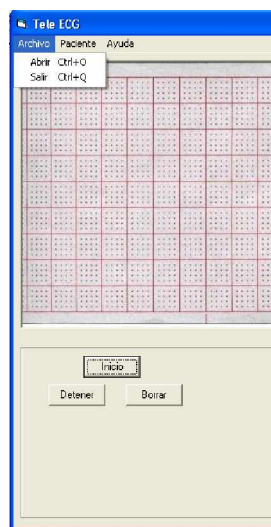 Tele ECG
Archivo Paciente Ayuda
Abrir Ctrl+O
Salir Ctrl+Q
Inicio
Detener Borrar